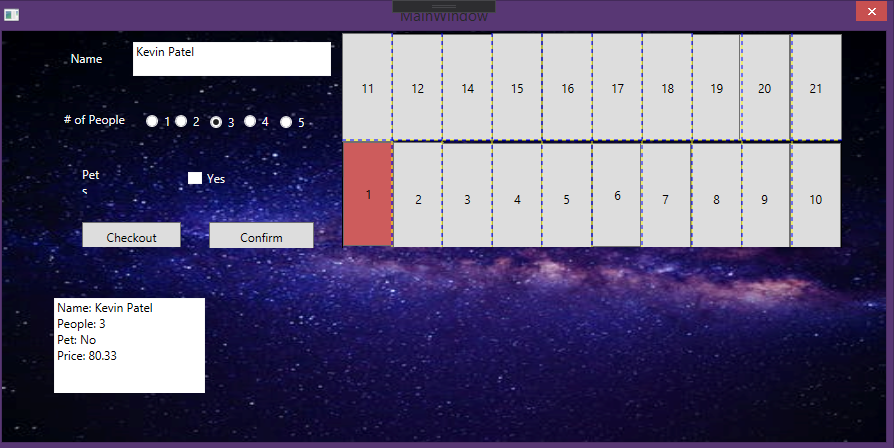 MainWindow
Name
Kevin Patel
# of People
1 2 3 4 5
Pet
s
Yes
Checkout
Confirm
11 12 14 15 16 17 18 19 20 21
1 2 3 4 5 6 7 8 9 10
Name: Kevin Patel
People: 3
Pet: No
Price: 80.33